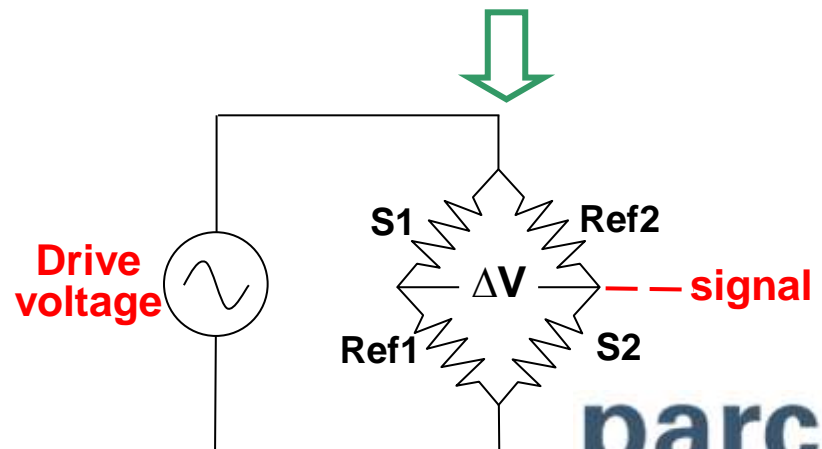 S1
Ref2
Drive
voltage
ΔV
signal
Ref1
S2
parc